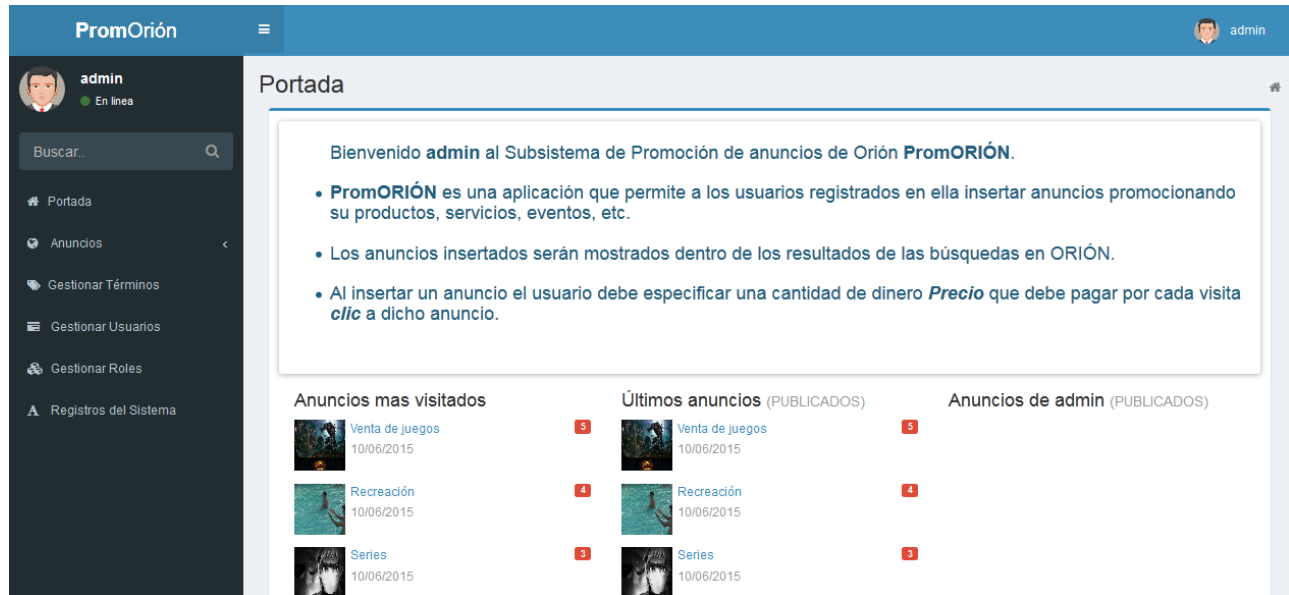 PromOrión
admin
admin
En linea
Buscar..
Portada
Anuncios
Gestionar Términos
Gestionar Usuarios
Gestionar Roles
Registros del Sistema
Portada
Bienvenido admin al Subsistema de Promoción de anuncios de Orión PromORIÓN.
• PromORIÓN es una aplicación que permite a los usuarios registrados en ella insertar anuncios promocionando
su productos, servicios, eventos, etc.
• Los anuncios insertados serán mostrados dentro de los resultados de las búsquedas en ORIÓN.
• Al insertar un anuncio el usuario debe especificar una cantidad de dinero Precio que debe pagar por cada visita
clic a dicho anuncio.
Anuncios mas visitados
Venta de juegos 5
10/06/2015
Recreación 4
10/06/2015
Series 3
10/06/2015
Últimos anuncios (PUBLICADOS)
Venta de juegos 5
10/06/2015
Recreación 4
10/06/2015
Series 3
10/06/2015
Anuncios de admin (PUBLICADOS)